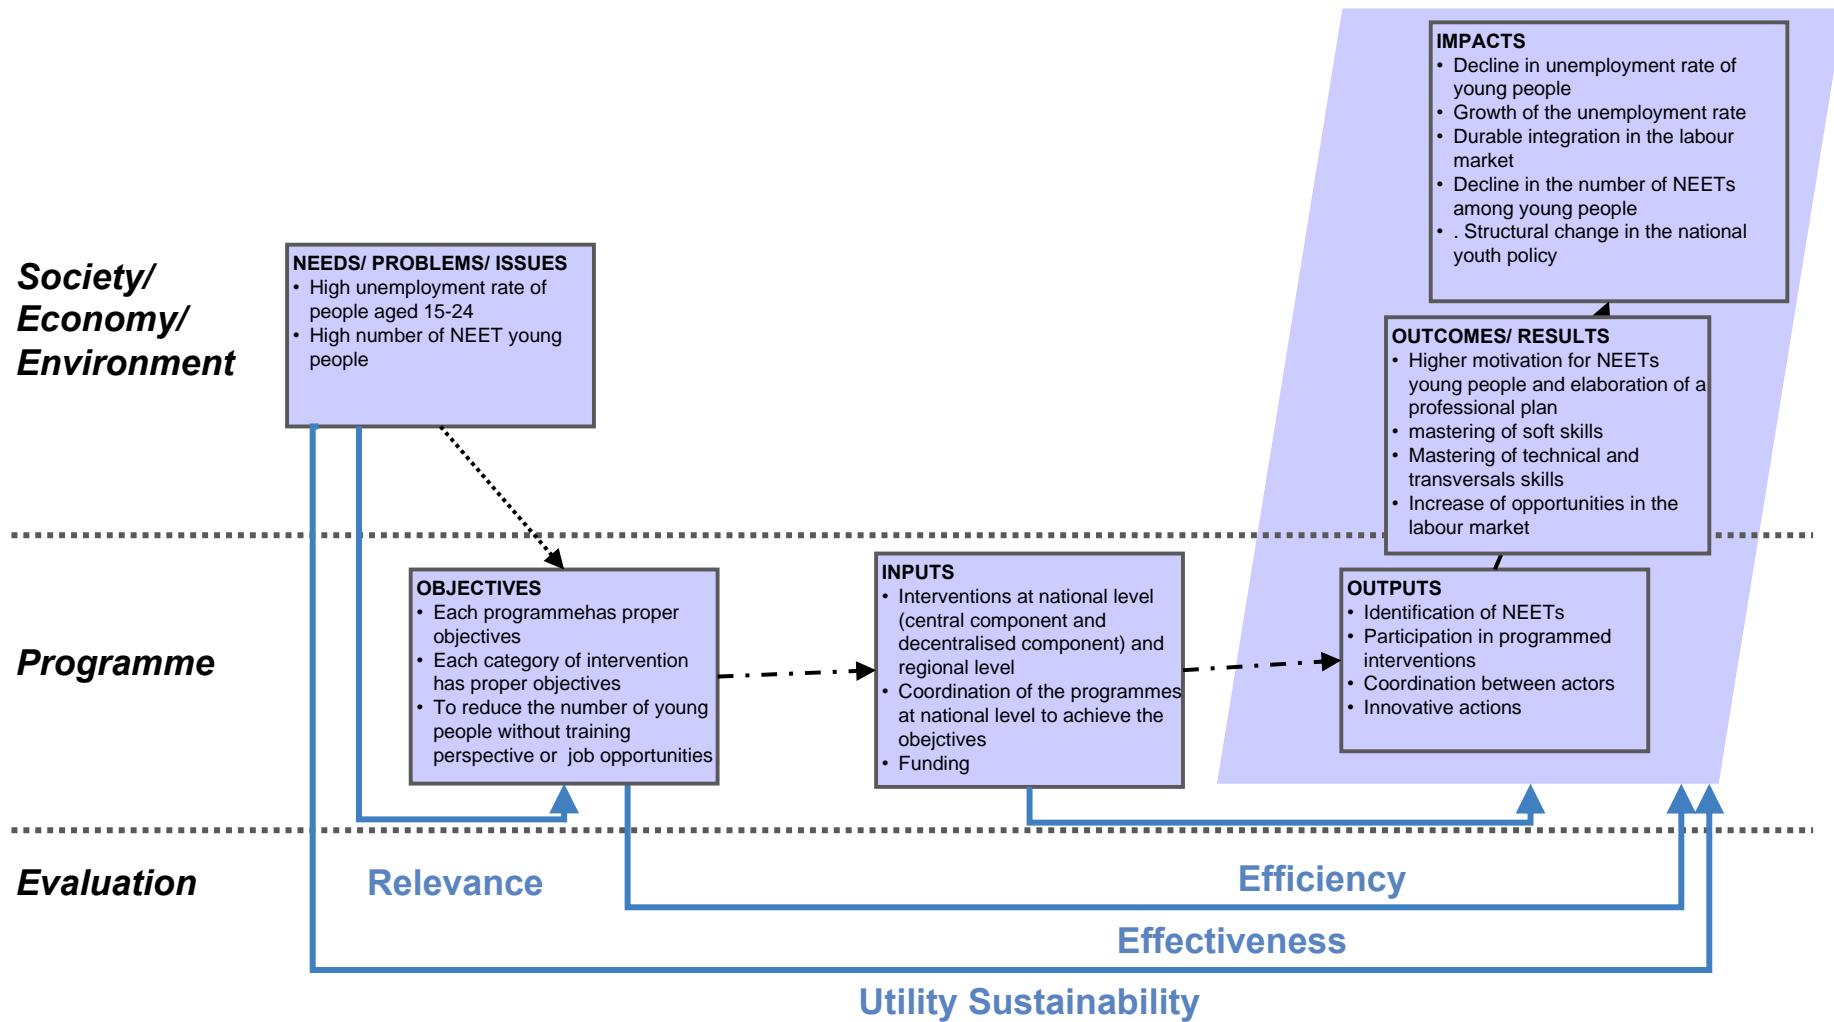 IMPACTS
• Decline in unemployment rate of
young people
• Growth of the unemployment rate
• Durable integration in the labour
market
• Decline in the number of NEETs
among young people
• . Structural change in the national
youth policy
Society/
Economy/
Environment
NEEDS/ PROBLEMS/ ISSUES
• High unemployment rate of
people aged 15-24
• High number of NEET young
people
OUTCOMES/ RESULTS
• Higher motivation for NEETs
young people and elaboration of a
professional plan
• mastering of soft skills
• Mastering of technical and
transversals skills
• Increase of opportunities in the
labour market
Programme
OBJECTIVES
• Each programmehas proper
objectives
• Each category of intervention
has proper objectives
• To reduce the number of young
people without training
perspective or job opportunities
INPUTS
• Interventions at national level
(central component and
decentralised component) and
regional level
• Coordination of the programmes
at national level to achieve the
obejctives
• Funding
OUTPUTS
• Identification of NEETs
• Participation in programmed
interventions
• Coordination between actors
• Innovative actions
Evaluation
Relevance
Efficiency
Effectiveness
Utility Sustainability